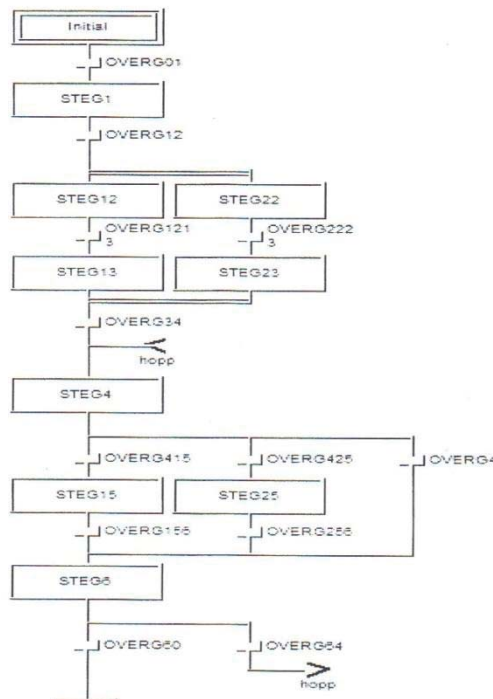 Initial
OVERG01
STEG1
OVERG12
STEG12
STEG22
OVERG121
3
OVERG222
3
STEG13
STEG23
OVERG34
hopp
STEG4
OVERG415
OVERG425
OVERG4
STEG15
STEG25
OVERG156
OVERG256
STEG6
OVERG60
OVERG64
hopp